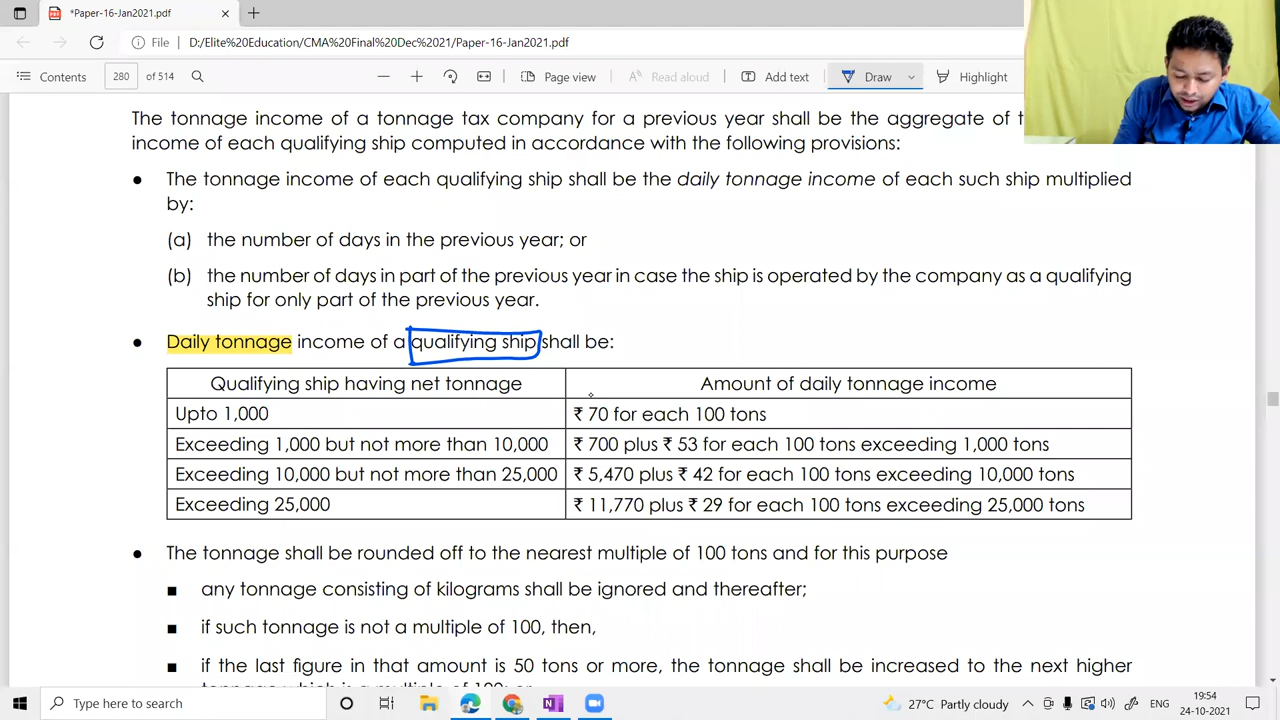 *Paper-16-Jan2021.pdf
File
D:/Elite%20Education/CMA%20Final%20Dec%2021/Paper-16-Jan2021.pdf
Contents
280
of 514
Page view
Read aloud
Add text
Draw
Highlight
The tonnage income of a tonnage tax company for a previous year shall be the aggregate of
income of each qualifying ship computed in accordance with the following provisions:
● The tonnage income of each qualifying ship shall be the daily tonnage income of each such ship multiplied
by:
(a) the number of days in the previous year; or
(b) the number of days in part of the previous year in case the ship is operated by the company as a qualifying
ship for only part of the previous year.
● Daily tonnage income of a qualifying ship shall be:
Qualifying ship having net tonnage Amount of daily tonnage income
Upto 1,000 ₹ 70 for each 100 tons
Exceeding 1,000 but not more than 10,000 ₹ 700 plus ₹ 53 for each 100 tons exceeding 1,000 tons
Exceeding 10,000 but not more than 25,000 ₹ 5,470 plus ₹ 42 for each 100 tons exceeding 10,000 tons
Exceeding 25,000 ₹ 11,770 plus ₹ 29 for each 100 tons exceeding 25,000 tons
● The tonnage shall be rounded off to the nearest multiple of 100 tons and for this purpose
■ any tonnage consisting of kilograms shall be ignored and thereafter;
■ if such tonnage is not a multiple of 100, then,
■ if the last figure in that amount is 50 tons or more, the tonnage shall be increased to the next higher
Type here to search
27°C Partly cloudy
ENG
19:54
24-10-2021